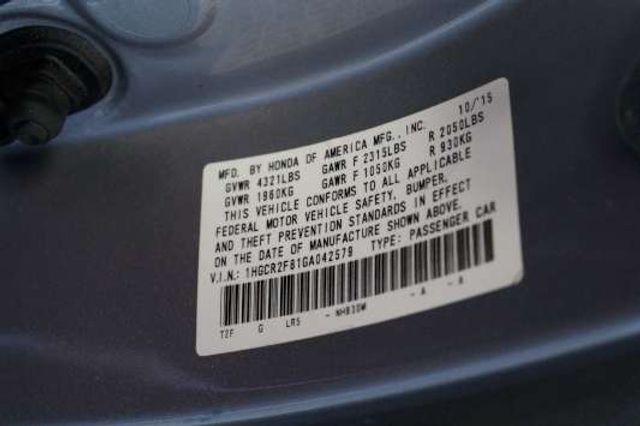 MFD. BY HONDA OF AMERICA MFG., INC. 10/15
GVWR 4321LBS GAWR F 2315LBS R 2050LBS
GVWR 1960KG GAWR F 1050KG R 930KG
THIS VEHICLE CONFORMS TO ALL APPLICABLE
FEDERAL MOTOR VEHICLE SAFETY, BUMPER,
AND THEFT PREVENTION STANDARDS IN EFFECT
ON THE DATE OF MANUFACTURE SHOWN ABOVE.
V.I.N.: 1HGCR2F81GA042579 TYPE: PASSENGER CAR
T2F G LR5 - NH830M - A - A